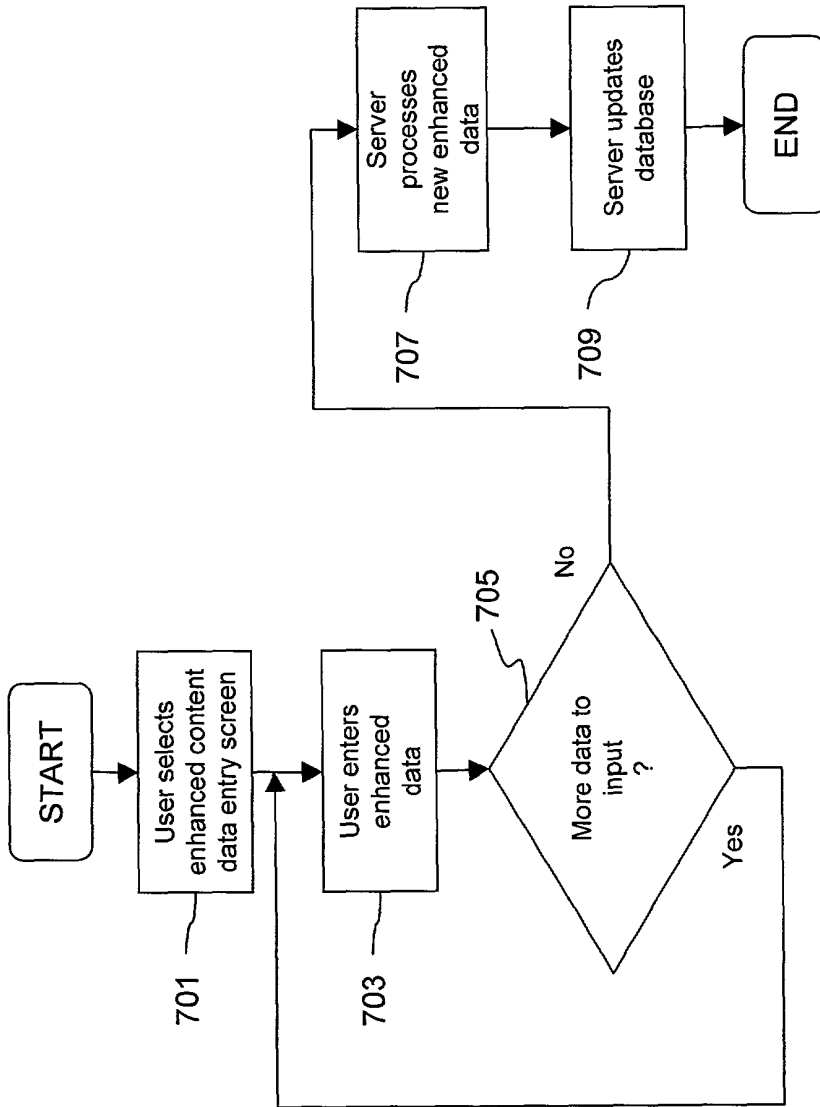 START
User selects
enhanced content
data entry screen
701
User enters
enhanced
data
703
More data to
input
?
705
Yes
No
Server
processes
new enhanced
data
707
Server updates
database
709
END